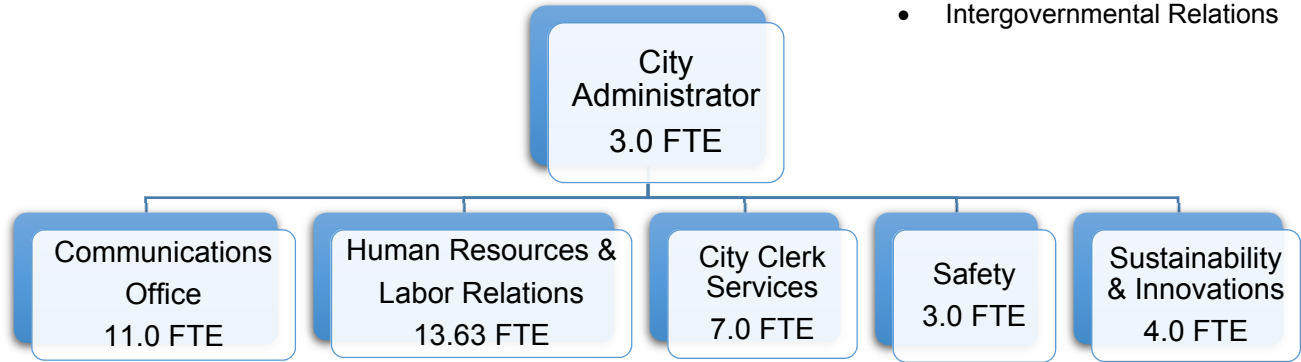 • Intergovernmental Relations
City
Administrator
3.0 FTE
Communications
Office
11.0 FTE
Human Resources &
Labor Relations
13.63 FTE
City Clerk
Services
7.0 FTE
Safety
3.0 FTE
Sustainability
& Innovations
4.0 FTE